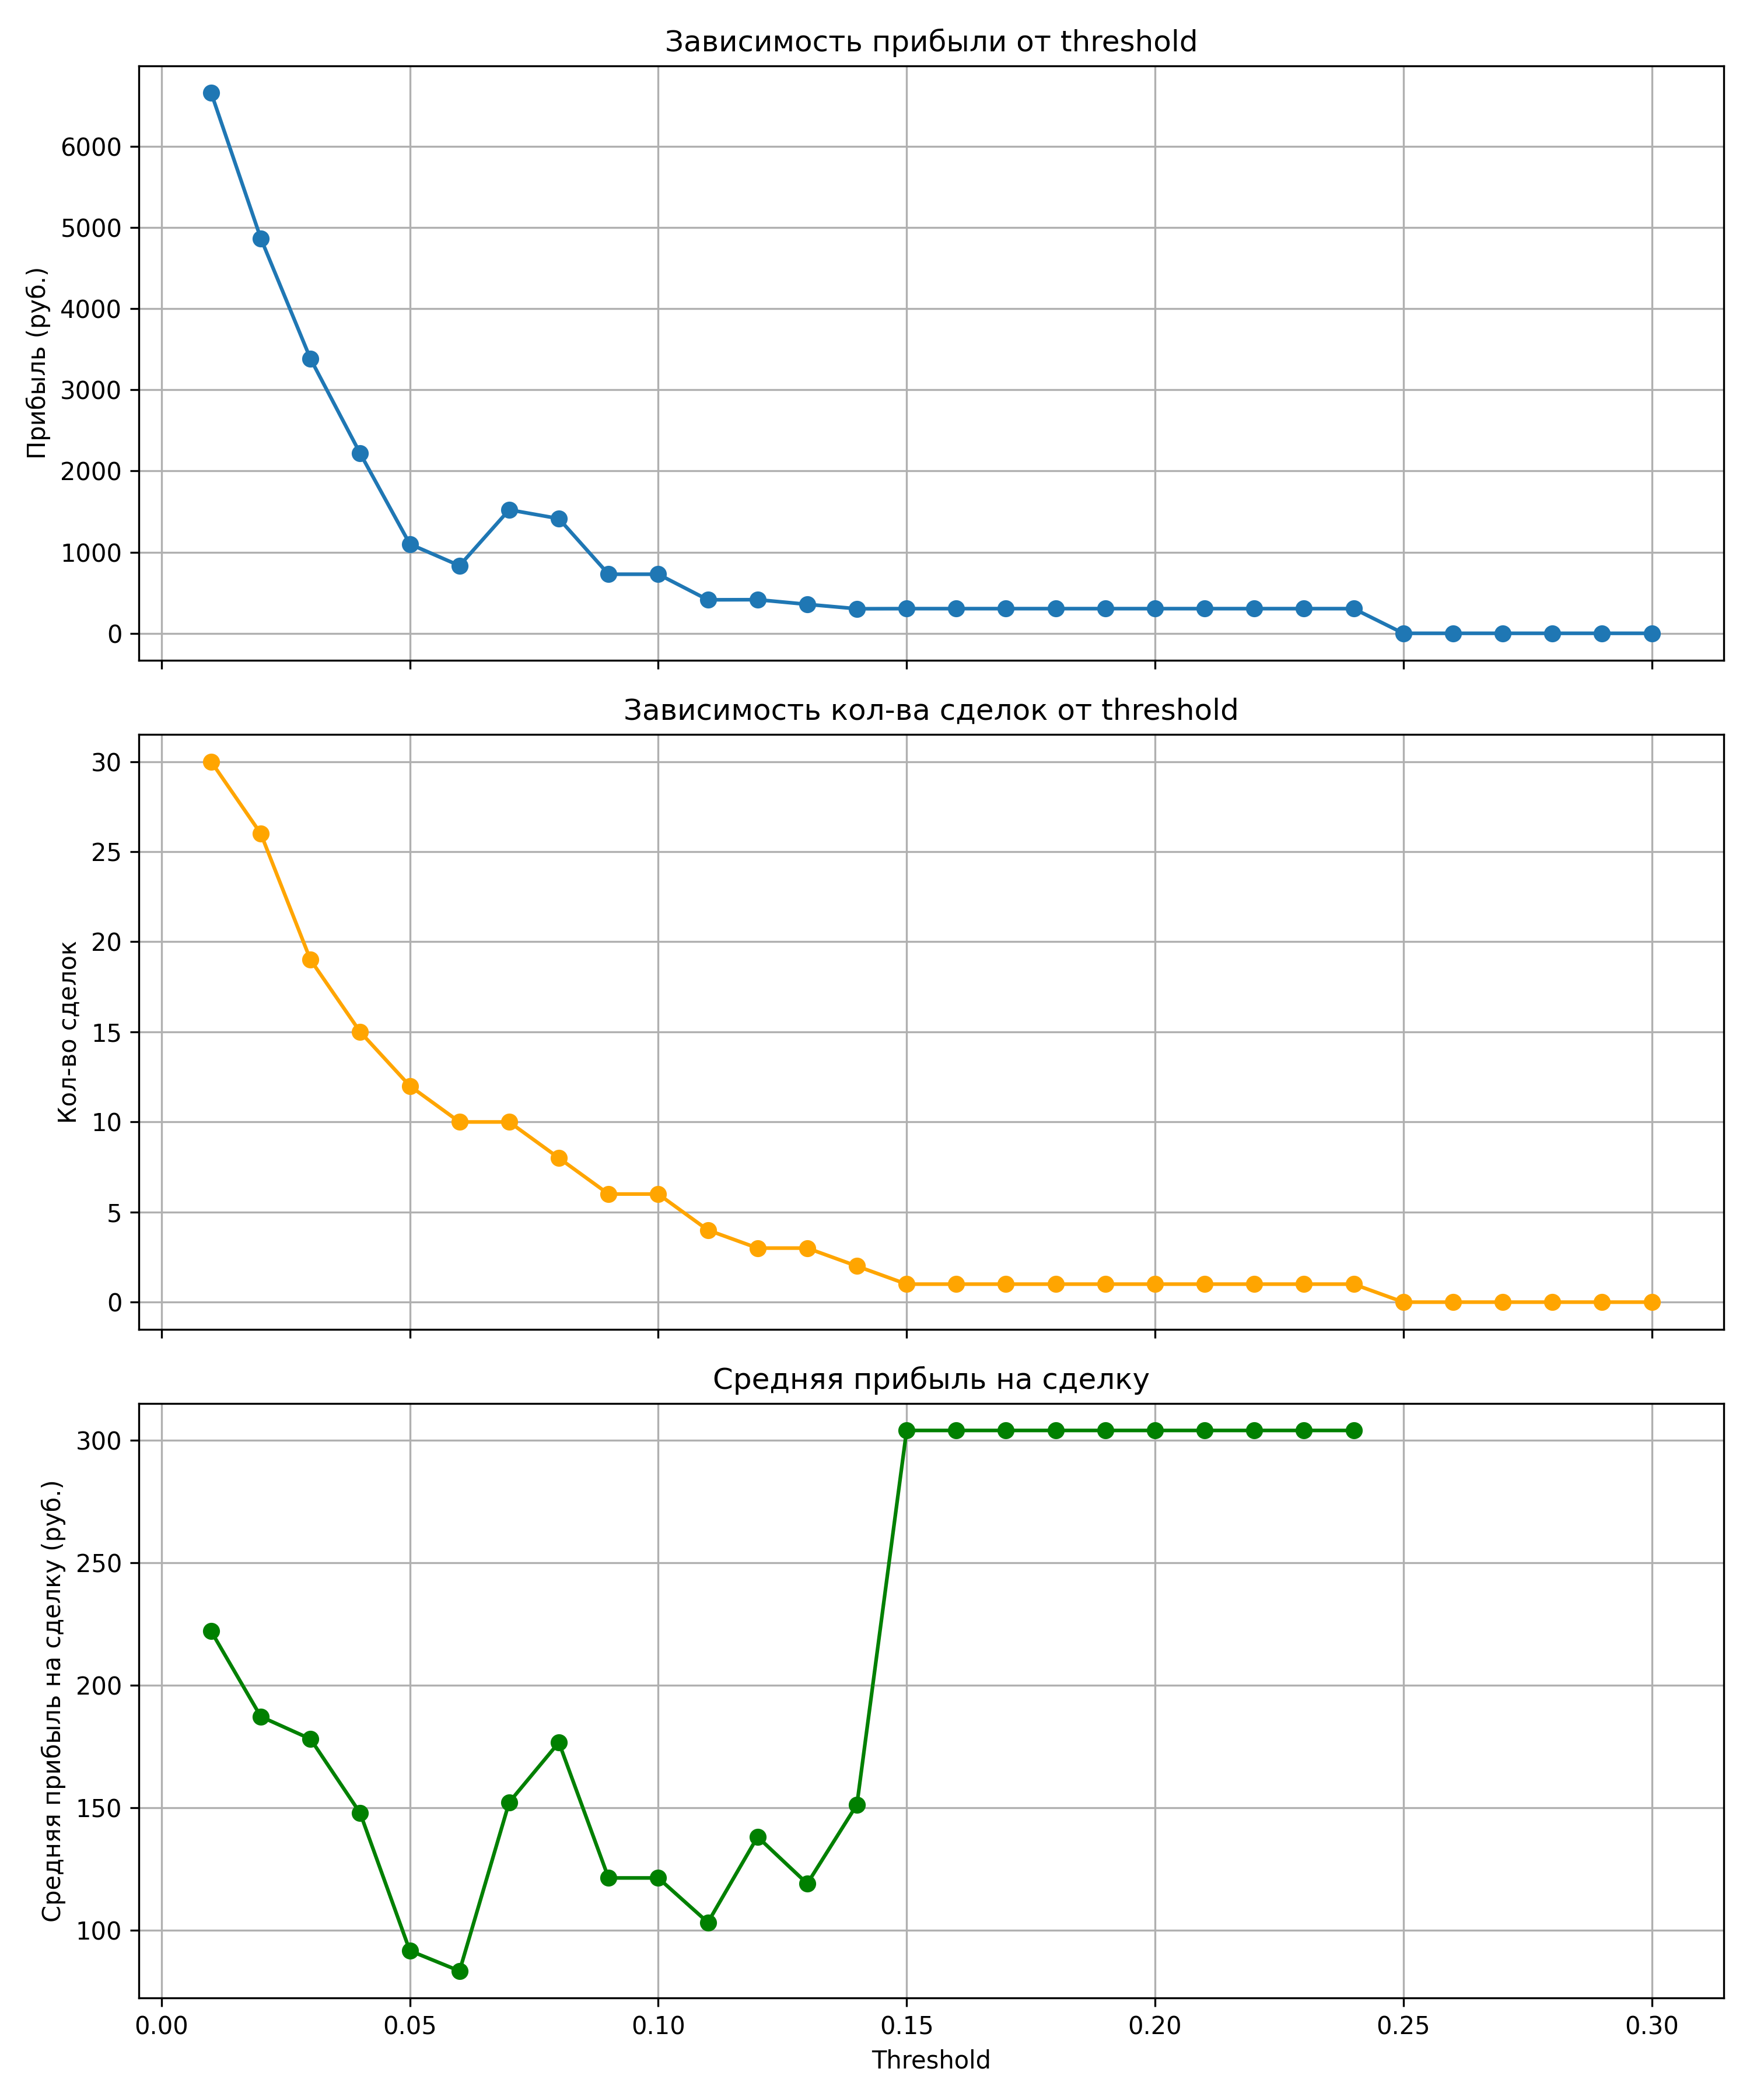 Зависимость прибыли от threshold
Прибыль (руб.)
6000
5000
4000
3000
2000
1000
0
Зависимость кол-ва сделок от threshold
Кол-во сделок
30
25
20
15
10
5
0
Средняя прибыль на сделку
Средняя прибыль на сделку (руб.)
300
250
200
150
100
0.00 0.05 0.10 0.15 0.20 0.25 0.30
Threshold